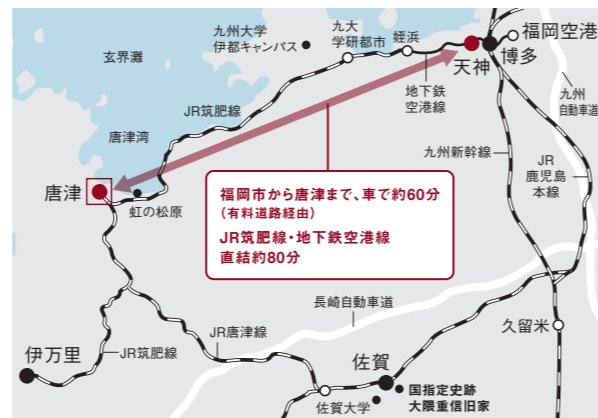 九州大学
伊都キャンパス
九大
学研都市
姪浜
福岡空港
天神
博多
玄界灘
地下鉄
空港線
九州
自動車道
JR筑肥線
唐津湾
九州新幹線
JR
鹿児島
本線
唐津
虹の松原
福岡市から唐津まで、車で約60分
（有料道路経由）
JR筑肥線・地下鉄空港線
直結約80分
長崎自動車道
久留米
JR唐津線
伊万里
JR筑肥線
佐賀
国指定史跡
大隈重信旧家
佐賀大学